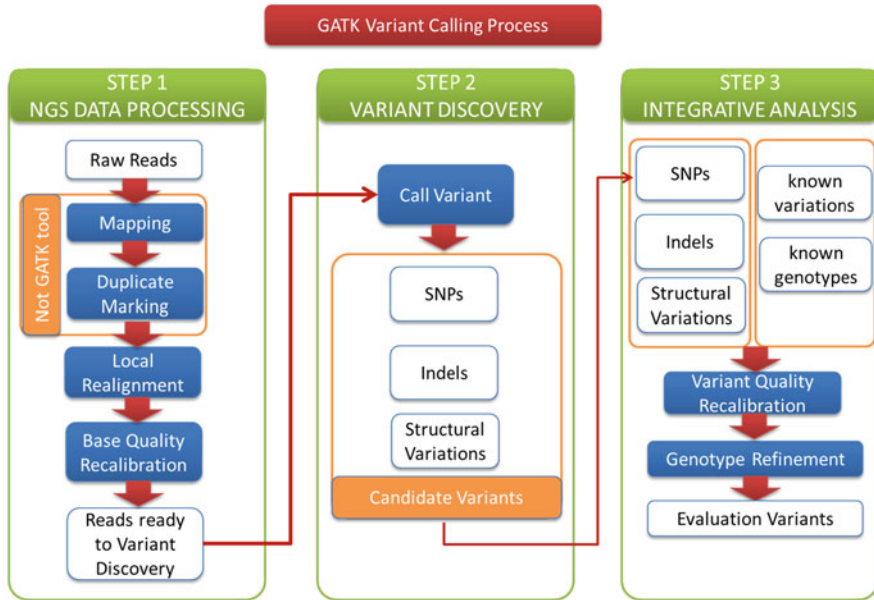 GATK Variant Calling Process
STEP 1
NGS DATA PROCESSING
Raw Reads
Not GATK tool
Mapping
Duplicate
Marking
Local
Realignment
Base Quality
Recalibration
Reads ready
to Variant
Discovery
STEP 2
VARIANT DISCOVERY
Call Variant
SNPs
Indels
Structural
Variations
Candidate Variants
STEP 3
INTEGRATIVE ANALYSIS
SNPs
Indels
Structural
Variations
known
variations
known
genotypes
Variant Quality
Recalibration
Genotype Refinement
Evaluation Variants